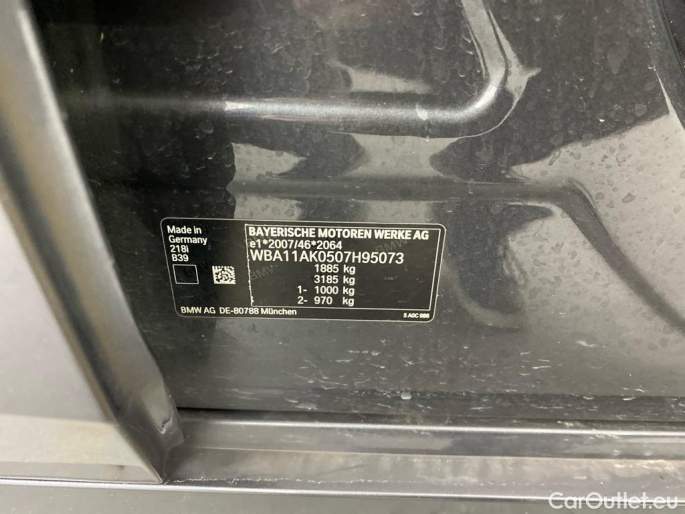 Made in
Germany
218i
B39
BAYERISCHE MOTOREN WERKE AG
e1*2007/46*2064
WBA11AK0507H95073
1885 kg
3185 kg
1- 1000 kg
2- 970 kg
BMW AG DE-80788 München
CarOutlet.eu